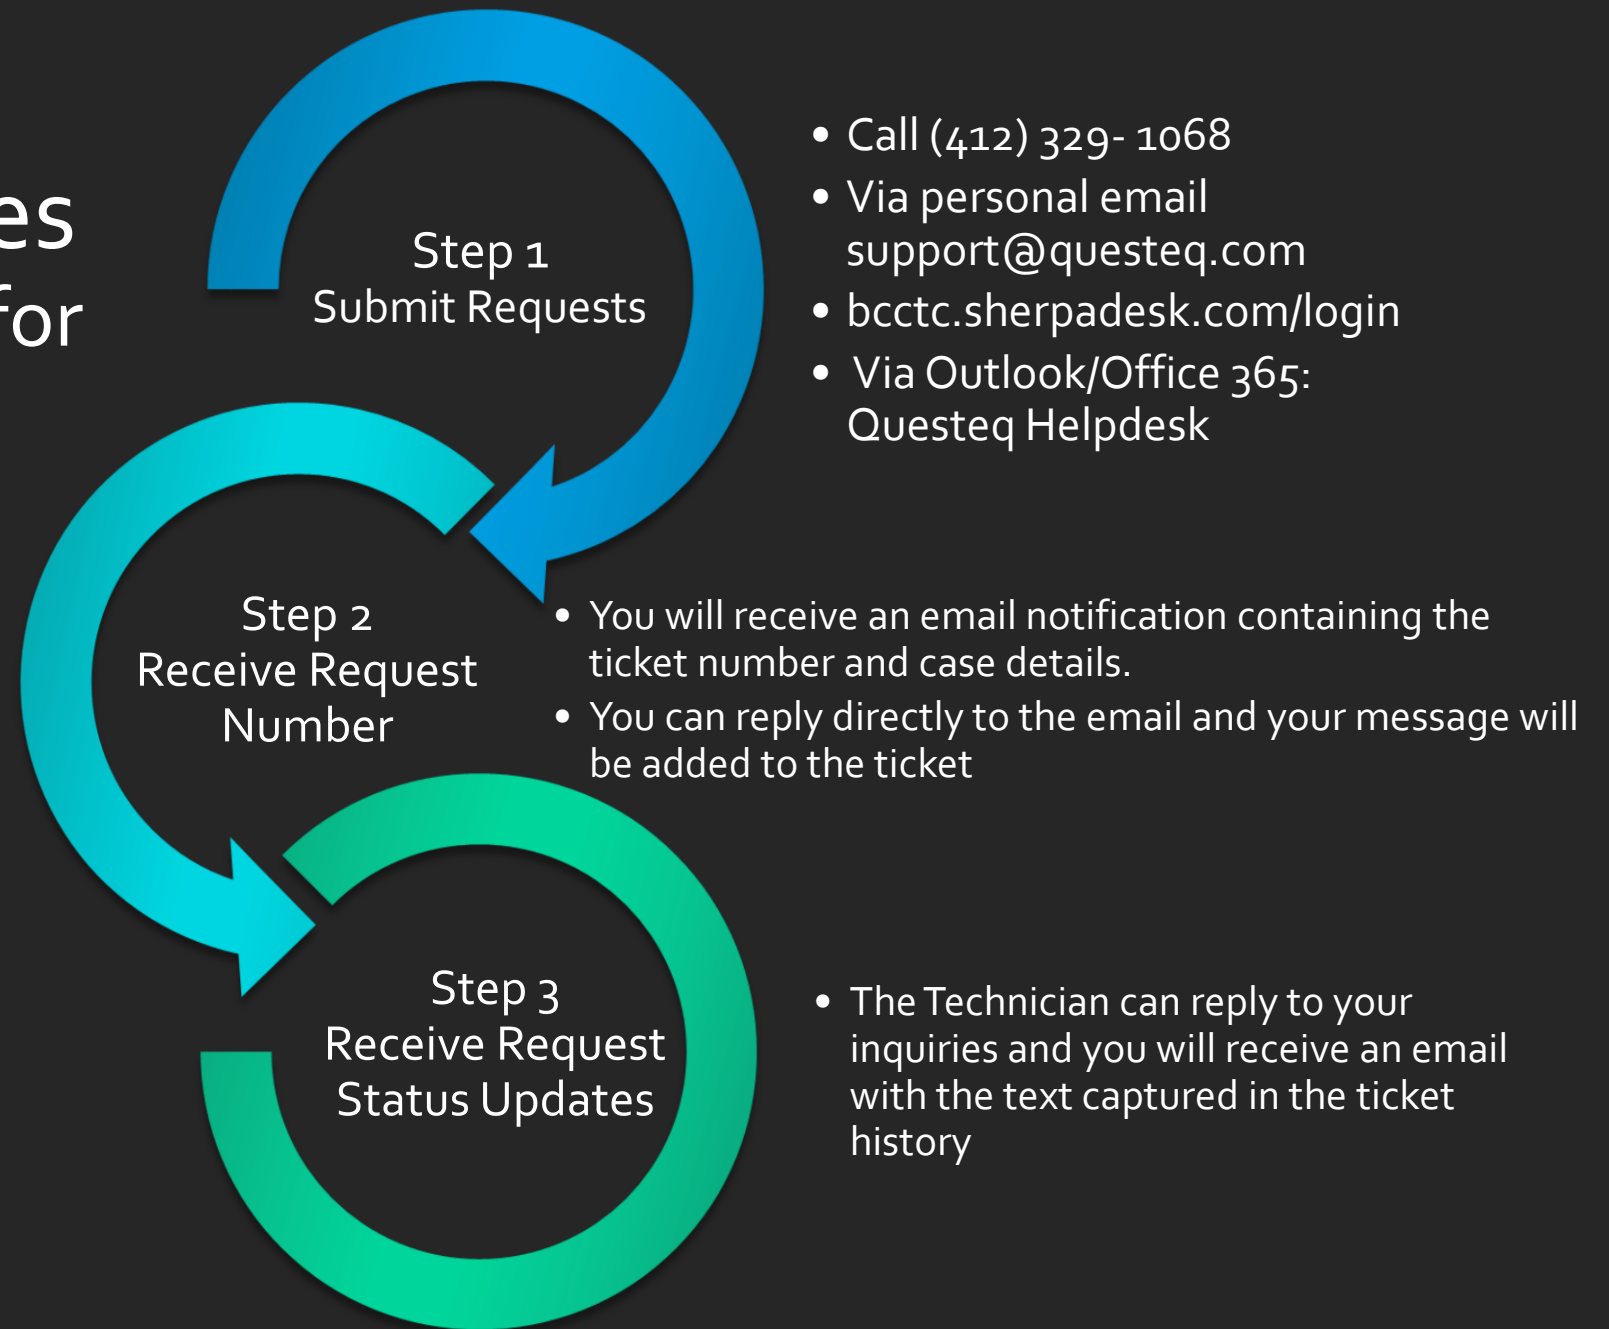 es
for
Step 1
Submit Requests
• Call (412) 329- 1068
• Via personal email
support@questeq.com
• bcctc.sherpadesk.com/login
• Via Outlook/Office 365:
Questeq Helpdesk
Step 2
Receive Request
Number
• You will receive an email notification containing the
ticket number and case details.
• You can reply directly to the email and your message will
be added to the ticket
Step 3
Receive Request
Status Updates
• The Technician can reply to your
inquiries and you will receive an email
with the text captured in the ticket
history